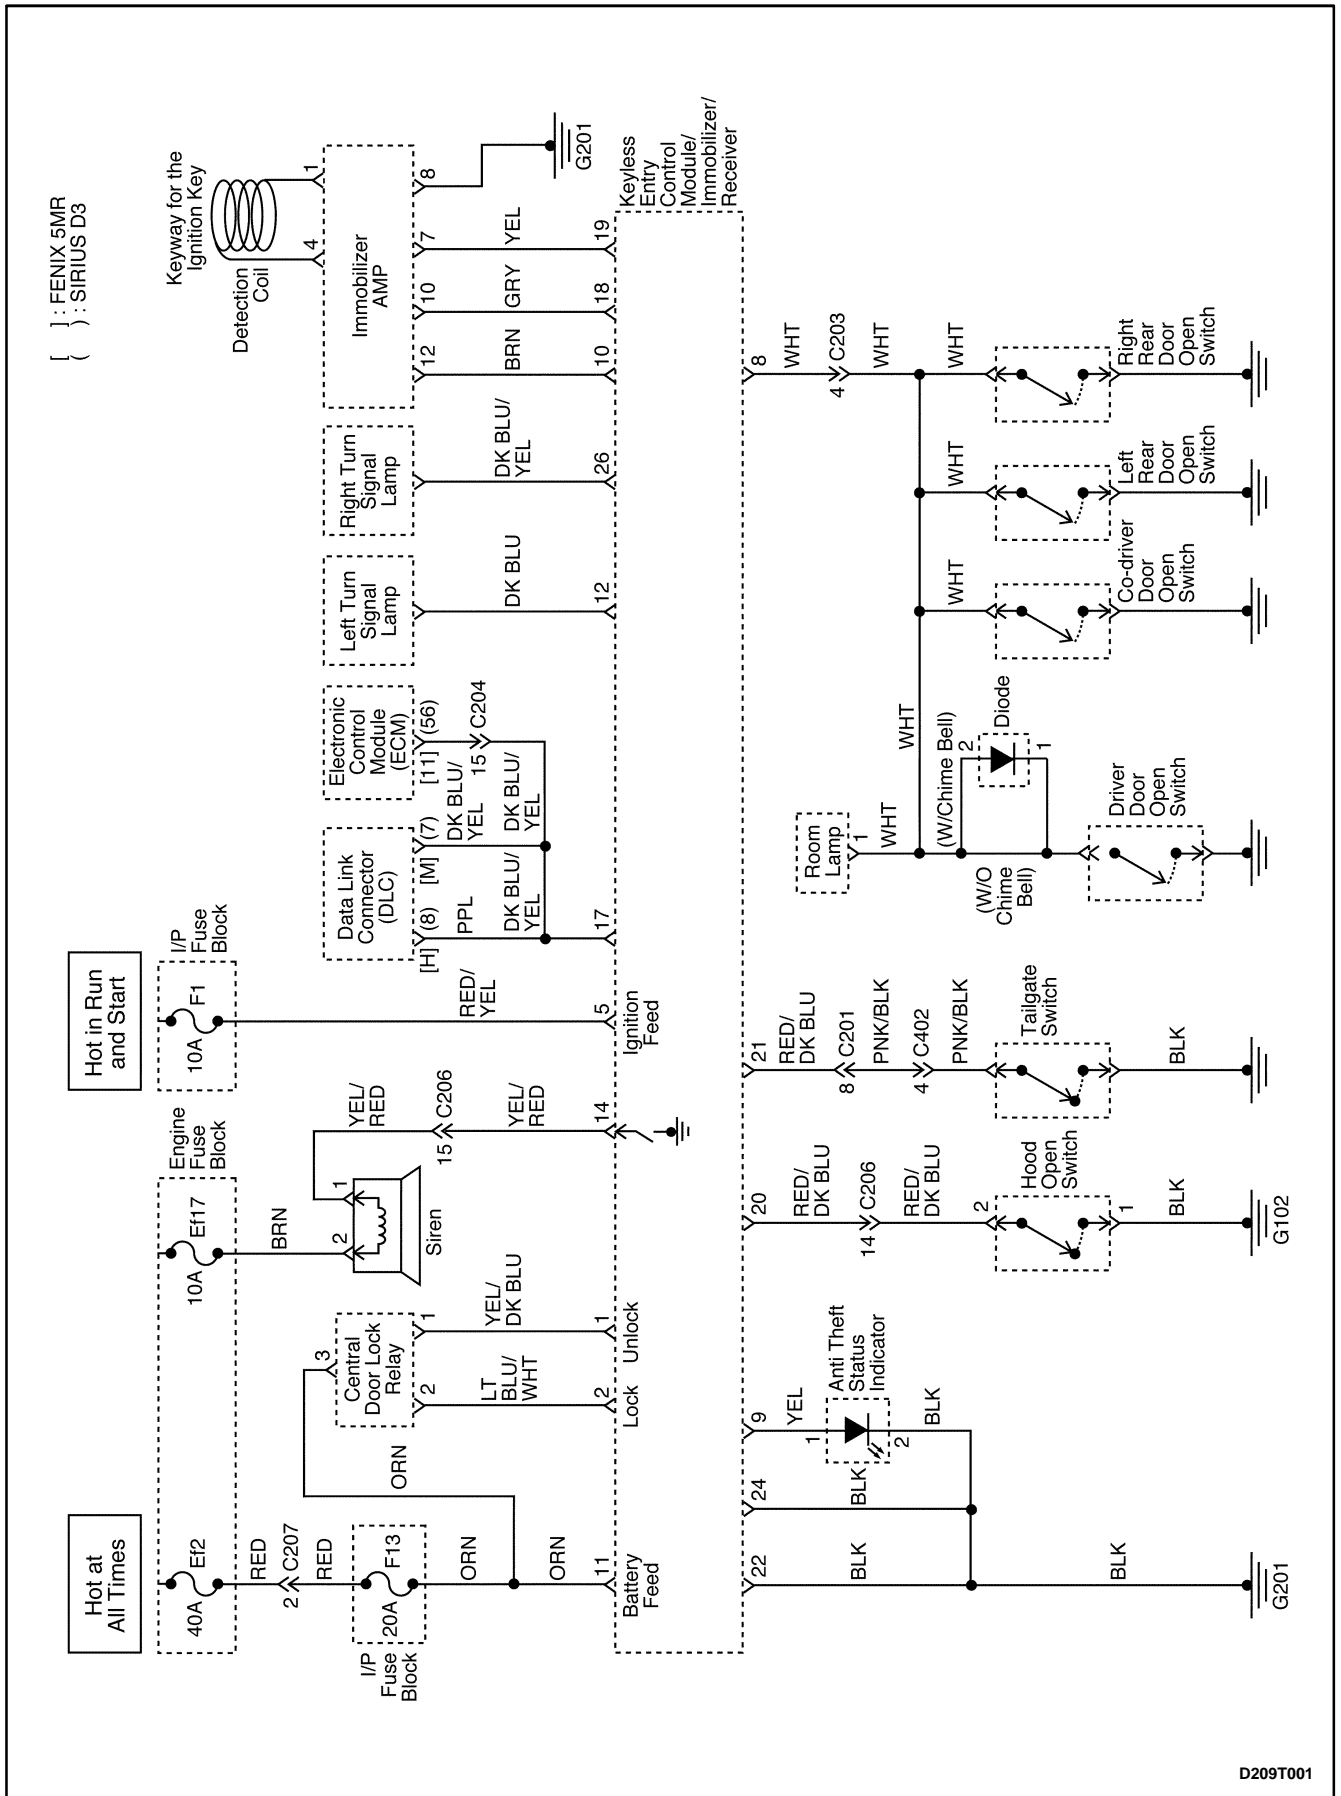 Hot at
All Times
Hot in Run
and Start
[ ] : FENIX 5MR
( ) : SIRIUS D3
Engine
Fuse
Block
I/P
Fuse
Block
40A
Ef2
10A
Ef17
10A
F1
RED
2
C207
RED
I/P
Fuse
Block
20A
F13
ORN
ORN
ORN
3
Central
Door Lock
Relay
2
1
LT
BLU/
WHT
YEL/
DK BLU
BRN
2
1
Siren
YEL/
RED
15
C206
YEL/
RED
RED/
YEL
Data Link
Connector
(DLC)
[H]
(8)
[M]
(7)
PPL
DK BLU/
YEL
DK BLU/
YEL
DK BLU/
YEL
Electronic
Control
Module
(ECM)
[11]
(56)
15
C204
Left Turn
Signal
Lamp
DK BLU
Right Turn
Signal
Lamp
DK BLU/
YEL
Keyway for the
Ignition Key
Detection
Coil
4
1
Immobilizer
AMP
12
10
7
8
BRN
GRY
YEL
G201
11
Battery
Feed
2
Lock
1
Unlock
14
5
Ignition
Feed
17
12
26
10
18
19
Keyless
Entry
Control
Module/
Immobilizer/
Receiver
22
24
9
20
21
8
BLK
BLK
YEL
1
2
Anti Theft
Status
Indicator
BLK
BLK
G201
RED/
DK BLU
14
C206
RED/
DK BLU
2
Hood
Open
Switch
1
BLK
G102
RED/
DK BLU
8
C201
PNK/BLK
4
C402
PNK/BLK
Tailgate
Switch
BLK
Room
Lamp
1
WHT
WHT
(W/Chime Bell)
(W/O
Chime
Bell)
2
Diode
1
Driver
Door
Open
Switch
WHT
4
C203
WHT
WHT
Co-driver
Door
Open
Switch
WHT
Left
Rear
Door
Open
Switch
WHT
Right
Rear
Door
Open
Switch
D209T001